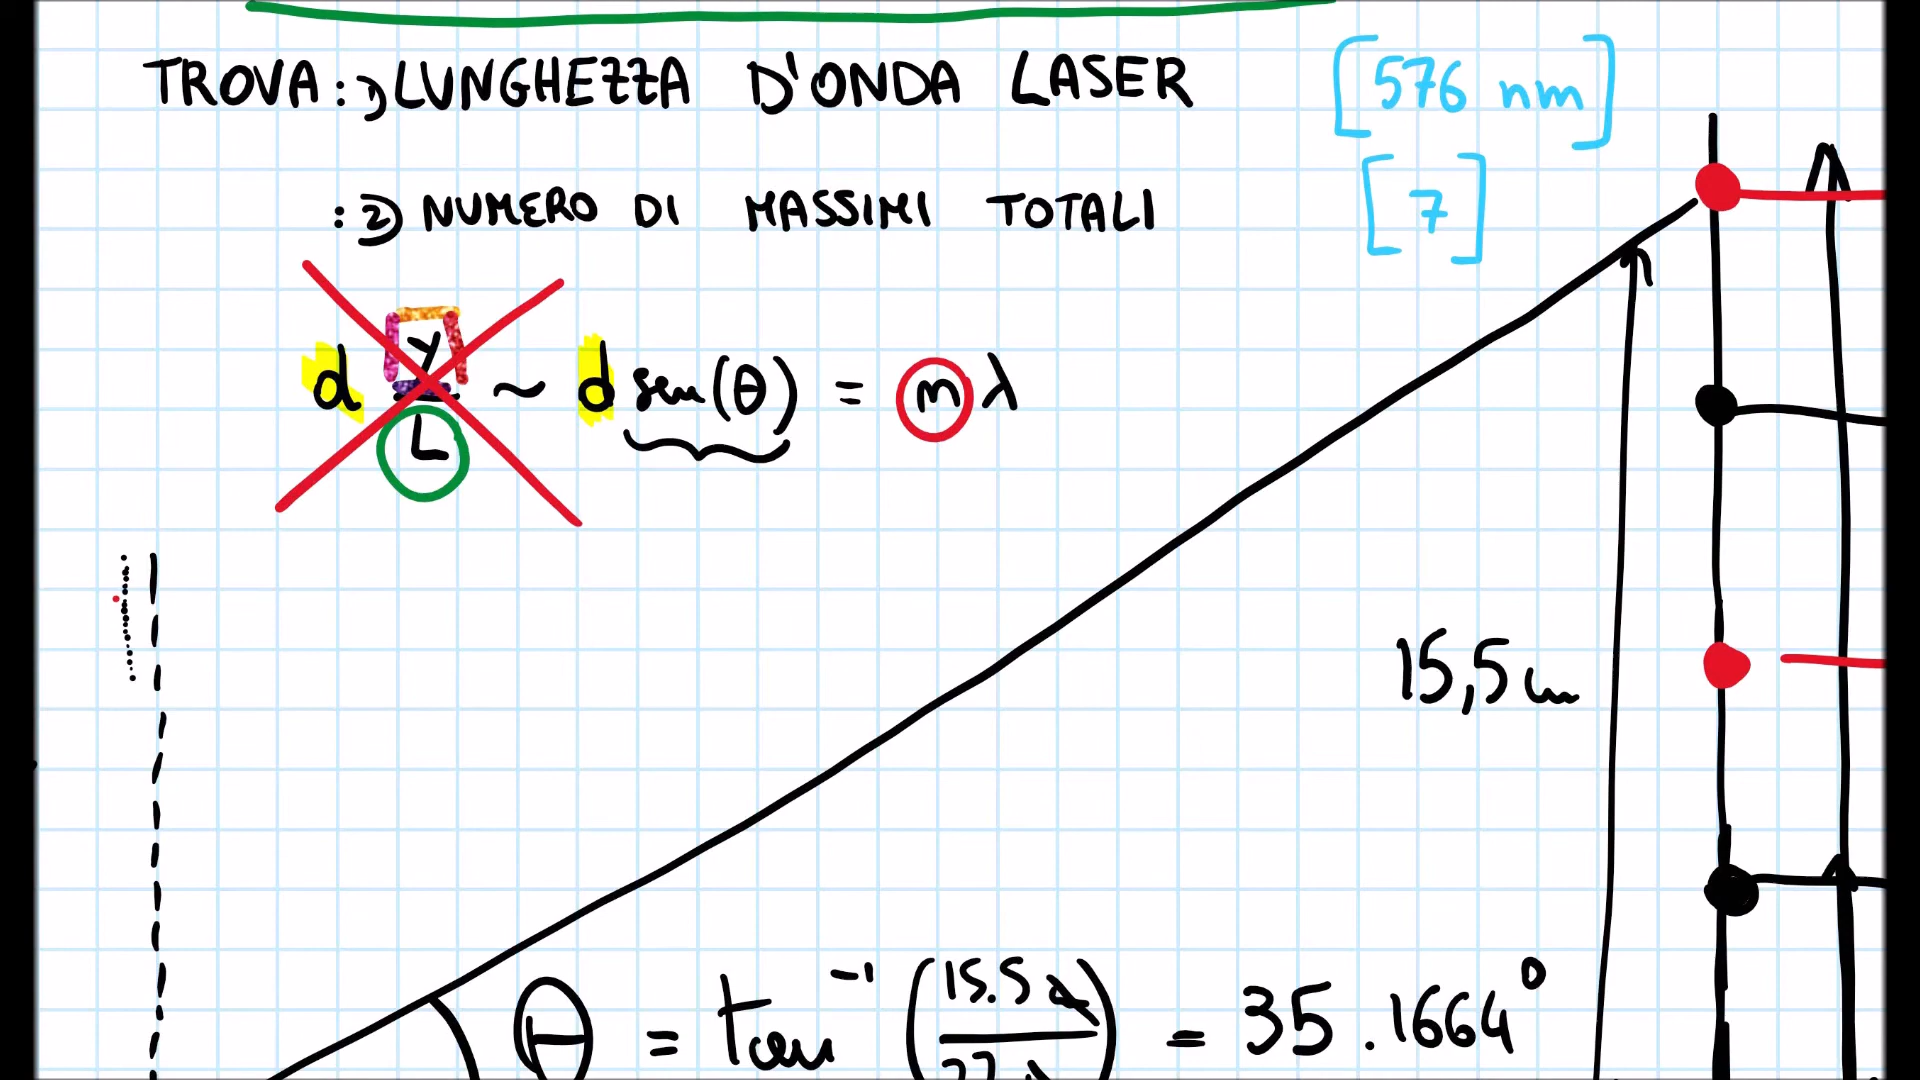 TROVA: 1) LUNGHEZZA D'ONDA LASER [576 nm]
: 2) NUMERO DI MASSIMI TOTALI [7]
d y/L ~ d sen(θ) = m λ
15,5 cm
θ = tan⁻¹ (15.5
= 35.1664°